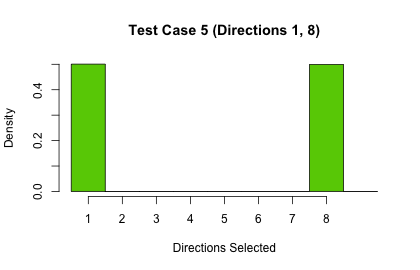 Test Case 5 (Directions 1, 8)
Density
0.4
0.2
0.0
1 2 3 4 5 6 7 8
Directions Selected